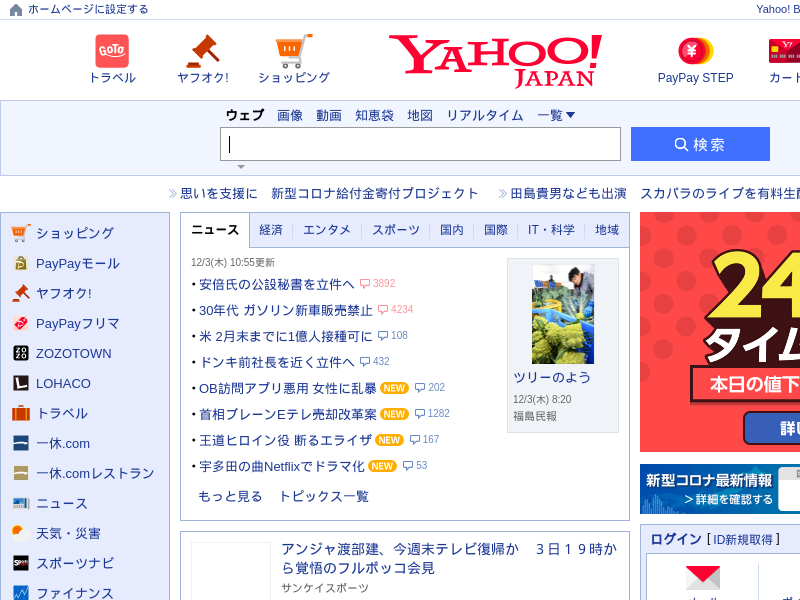 ホームページに設定する
Yahoo! B
GoTo
トラベル
ヤフオク!
ショッピング
YAHOO! JAPAN
PayPay STEP
カート
ウェブ 画像 動画 知恵袋 地図 リアルタイム 一覧▼
検索
思いを支援に 新型コロナ給付金寄付プロジェクト
田島貴男なども出演 スカパラのライブを有料生配
ショッピング
PayPayモール
ヤフオク!
PayPayフリマ
ZOZOTOWN
LOHACO
トラベル
一休.com
一休.comレストラン
ニュース
天気・災害
スポーツナビ
ファイナンス
ニュース 経済 エンタメ スポーツ 国内 国際 IT・科学 地域
12/3(木) 10:55更新
安倍氏の公設秘書を立件へ 3892
30年代 ガソリン新車販売禁止 4234
米 2月末までに1億人接種可に 108
ドンキ前社長を近く立件へ 432
OB訪問アプリ悪用 女性に乱暴 NEW 202
首相ブレーンEテレ売却改革案 NEW 1282
王道ヒロイン役 断るエライザ NEW 167
宇多田の曲Netflixでドラマ化 NEW 53
もっと見る トピックス一覧
ツリーのよう
12/3(木) 8:20
福島民報
アンジャ渡部建、今週末テレビ復帰か　３日１９時か
ら覚悟のフルボッコ会見
サンケイスポーツ
24
タイム
本日の値下
詳し
新型コロナ最新情報
＞詳細を確認する
ログイン [ ID新規取得 ]